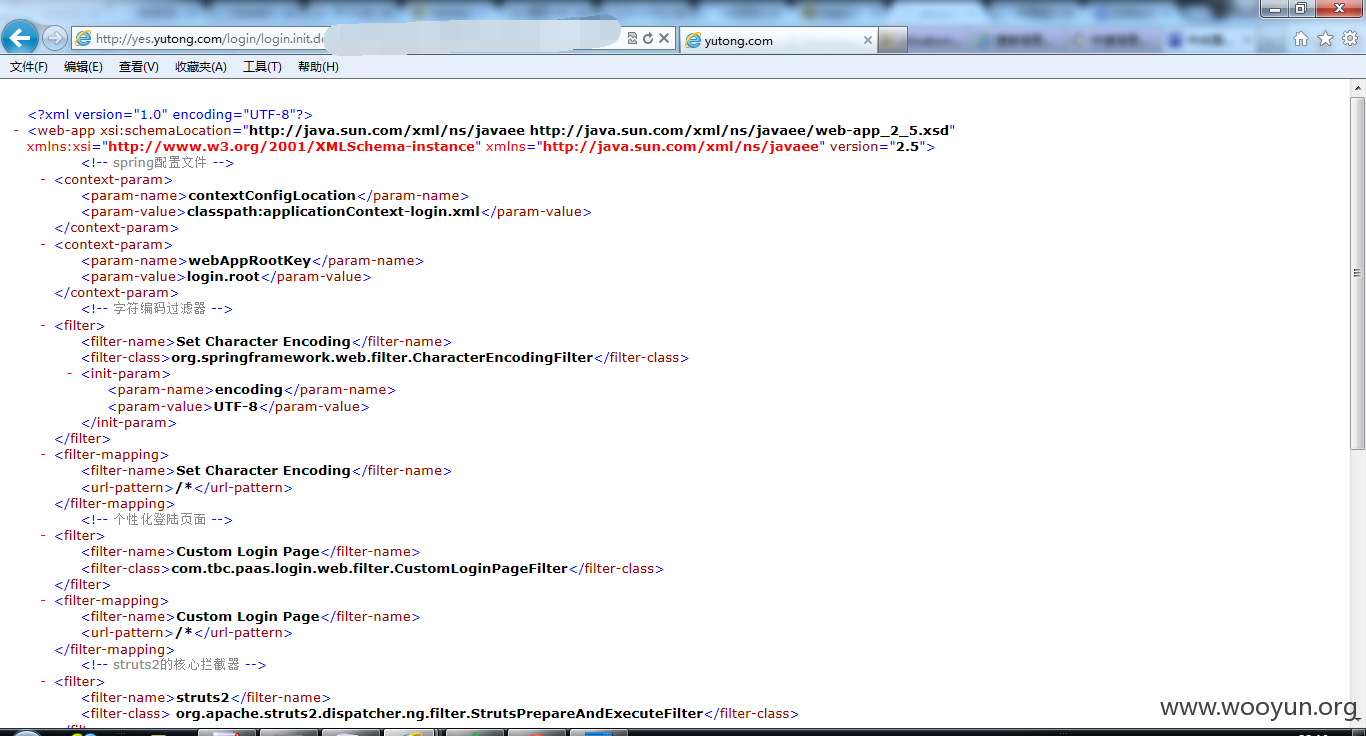 http://yes.yutong.com/login/login.init.d
yutong.com
文件(F) 编辑(E) 查看(V) 收藏夹(A) 工具(T) 帮助(H)
<?xml version="1.0" encoding="UTF-8"?>
- <web-app xsi:schemaLocation="http://java.sun.com/xml/ns/javaee http://java.sun.com/xml/ns/javaee/web-app_2_5.xsd"
xmlns:xsi="http://www.w3.org/2001/XMLSchema-instance" xmlns="http://java.sun.com/xml/ns/javaee" version="2.5">
<!-- spring配置文件 -->
- <context-param>
<param-name>contextConfigLocation</param-name>
<param-value>classpath:applicationContext-login.xml</param-value>
</context-param>
- <context-param>
<param-name>webAppRootKey</param-name>
<param-value>login.root</param-value>
</context-param>
<!-- 字符编码过滤器 -->
- <filter>
<filter-name>Set Character Encoding</filter-name>
<filter-class>org.springframework.web.filter.CharacterEncodingFilter</filter-class>
- <init-param>
<param-name>encoding</param-name>
<param-value>UTF-8</param-value>
</init-param>
</filter>
- <filter-mapping>
<filter-name>Set Character Encoding</filter-name>
<url-pattern>/*</url-pattern>
</filter-mapping>
<!-- 个性化登陆页面 -->
- <filter>
<filter-name>Custom Login Page</filter-name>
<filter-class>com.tbc.paas.login.web.filter.CustomLoginPageFilter</filter-class>
</filter>
- <filter-mapping>
<filter-name>Custom Login Page</filter-name>
<url-pattern>/*</url-pattern>
</filter-mapping>
<!-- struts2的核心拦截器 -->
- <filter>
<filter-name>struts2</filter-name>
<filter-class> org.apache.struts2.dispatcher.ng.filter.StrutsPrepareAndExecuteFilter</filter-class>
www.wooyun.org